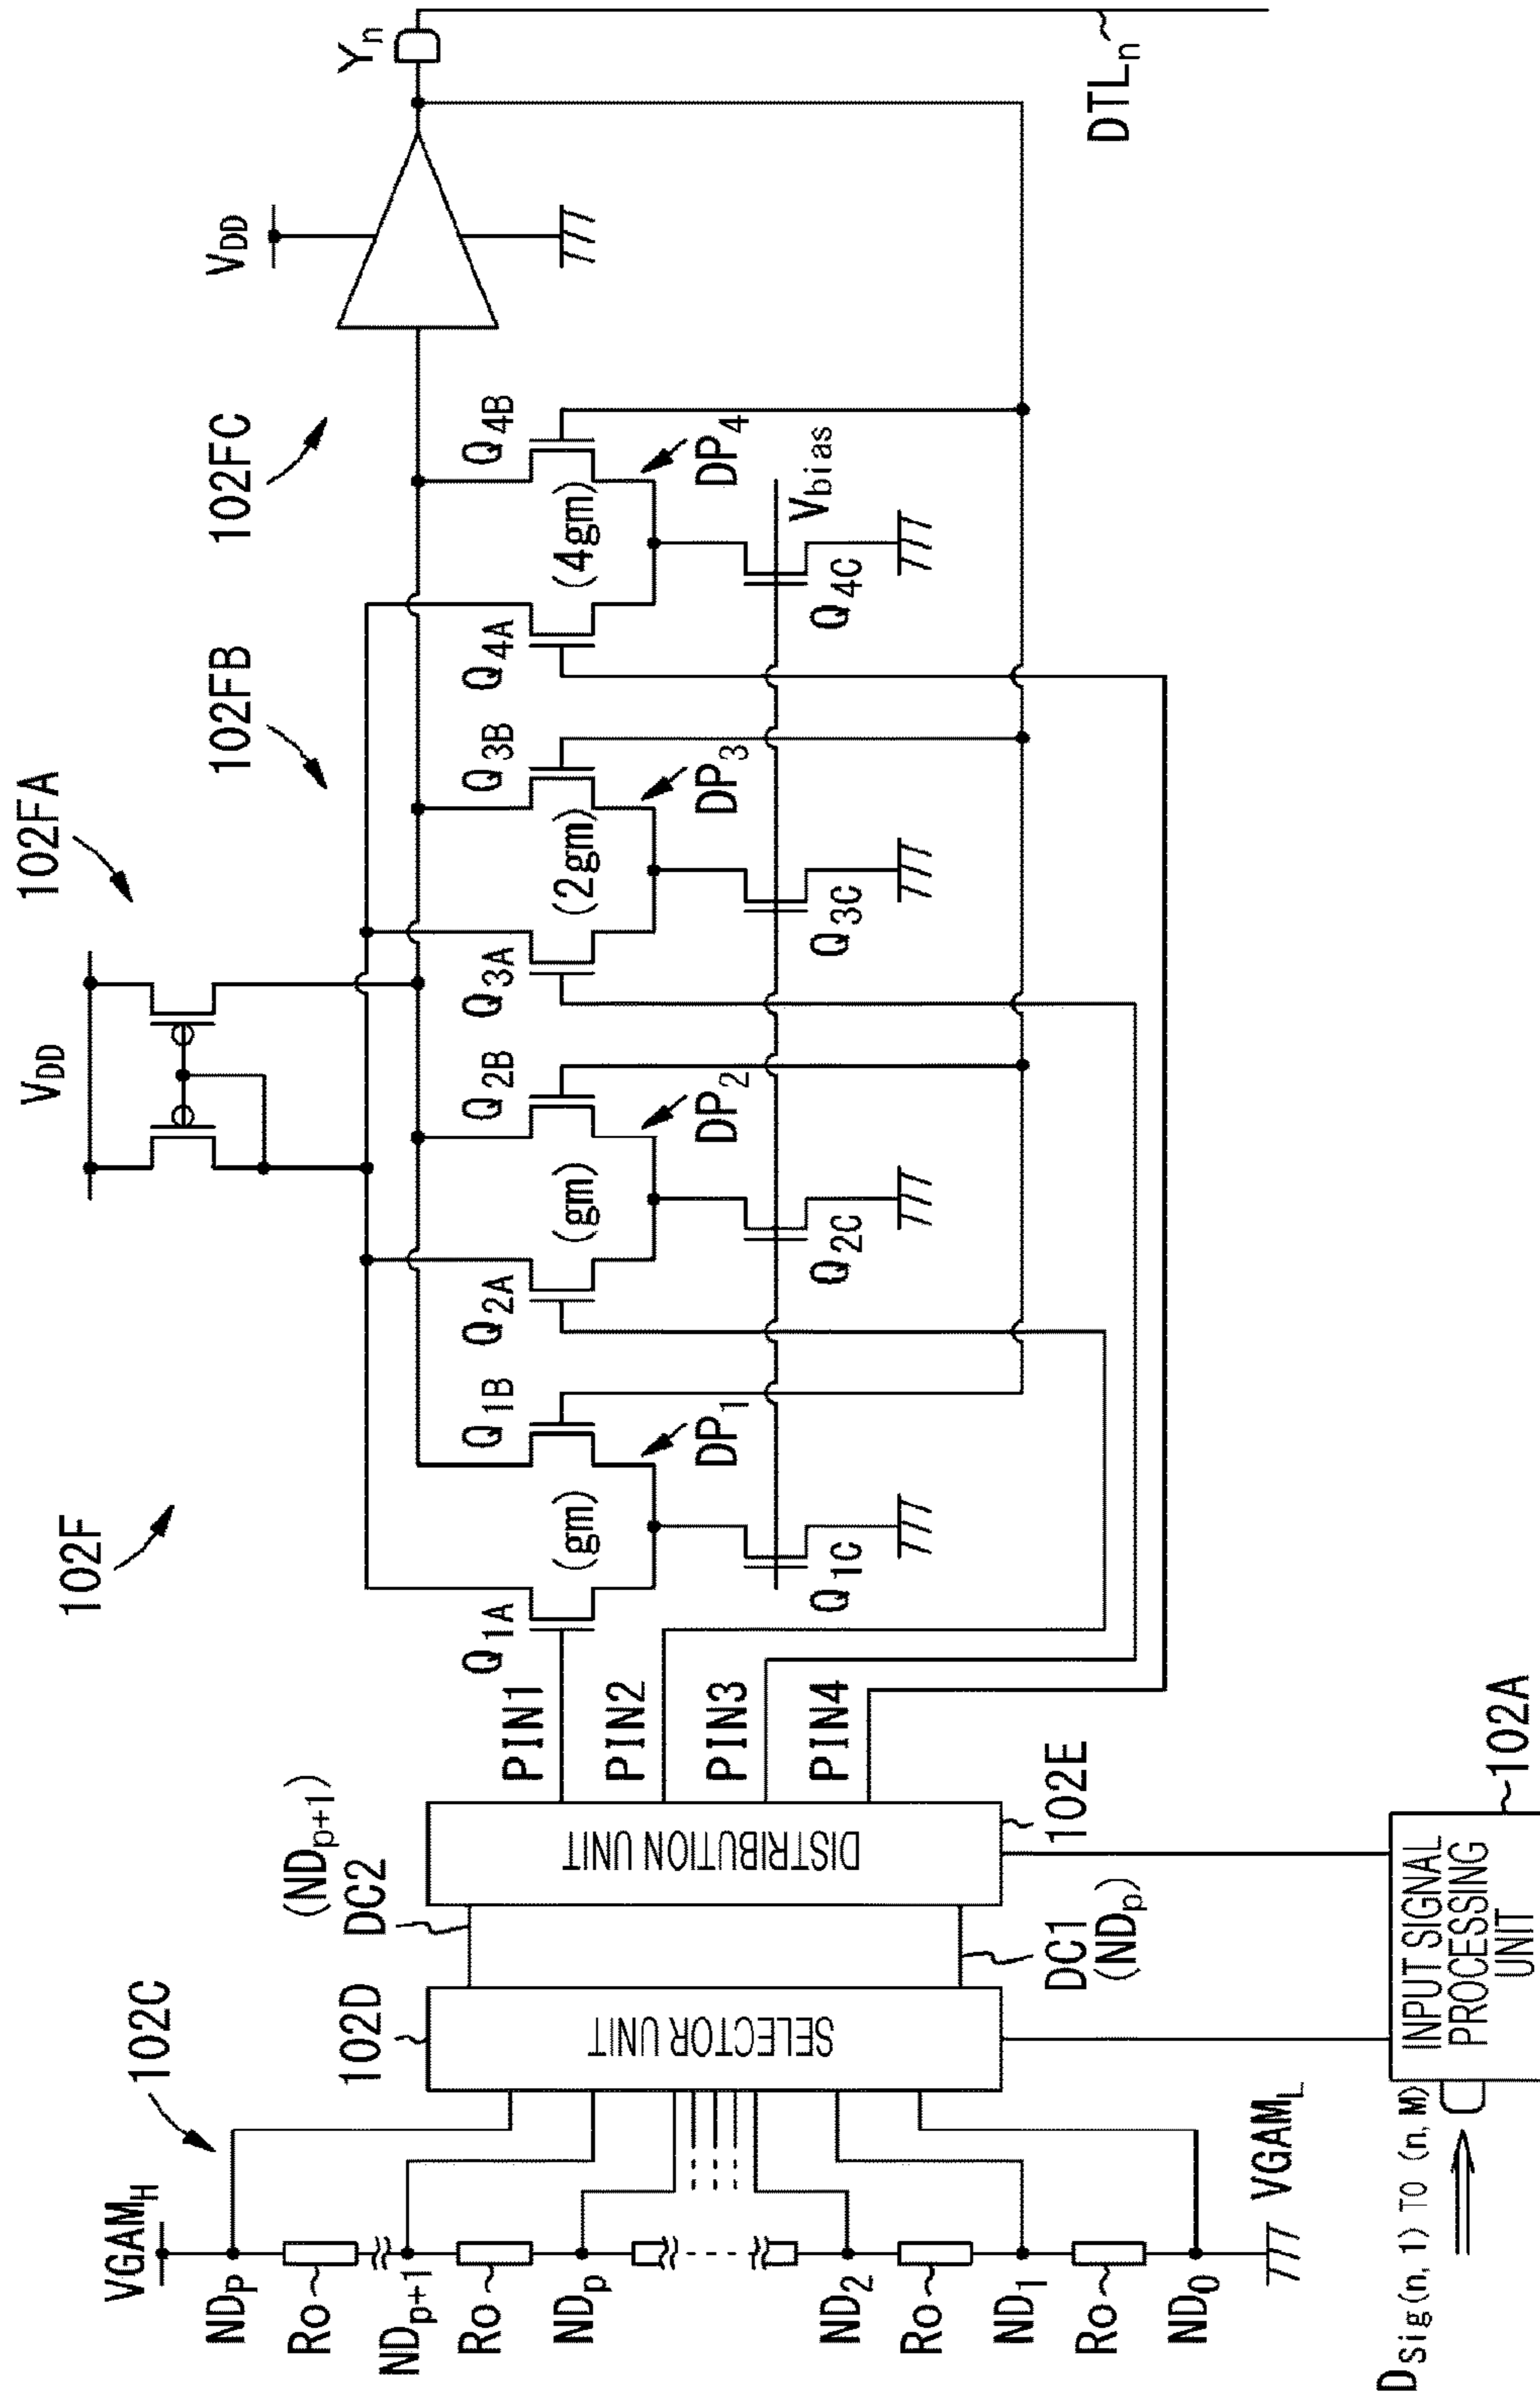 102F
102FA
102FB
102FC
VDD
VDD
Yn
DTLn
102C
VGAMH
NDP
Ro
NDp+1
Ro
NDp
ND2
Ro
ND1
Ro
ND0
VGAML
102D
SELECTOR UNIT
(NDp+1)
DC2
DC1
(NDp)
DISTRIBUTION UNIT
102E
PIN1
PIN2
PIN3
PIN4
Q1A
(gm)
Q1B
DP1
Q1C
Q2A
(gm)
Q2B
DP2
Q2C
Q3A
(2gm)
Q3B
DP3
Q3C
Q4A
(4gm)
Q4B
DP4
Q4C
Vbias
DSig(n, 1) TO (n, M)
INPUT SIGNAL
PROCESSING
UNIT
102A